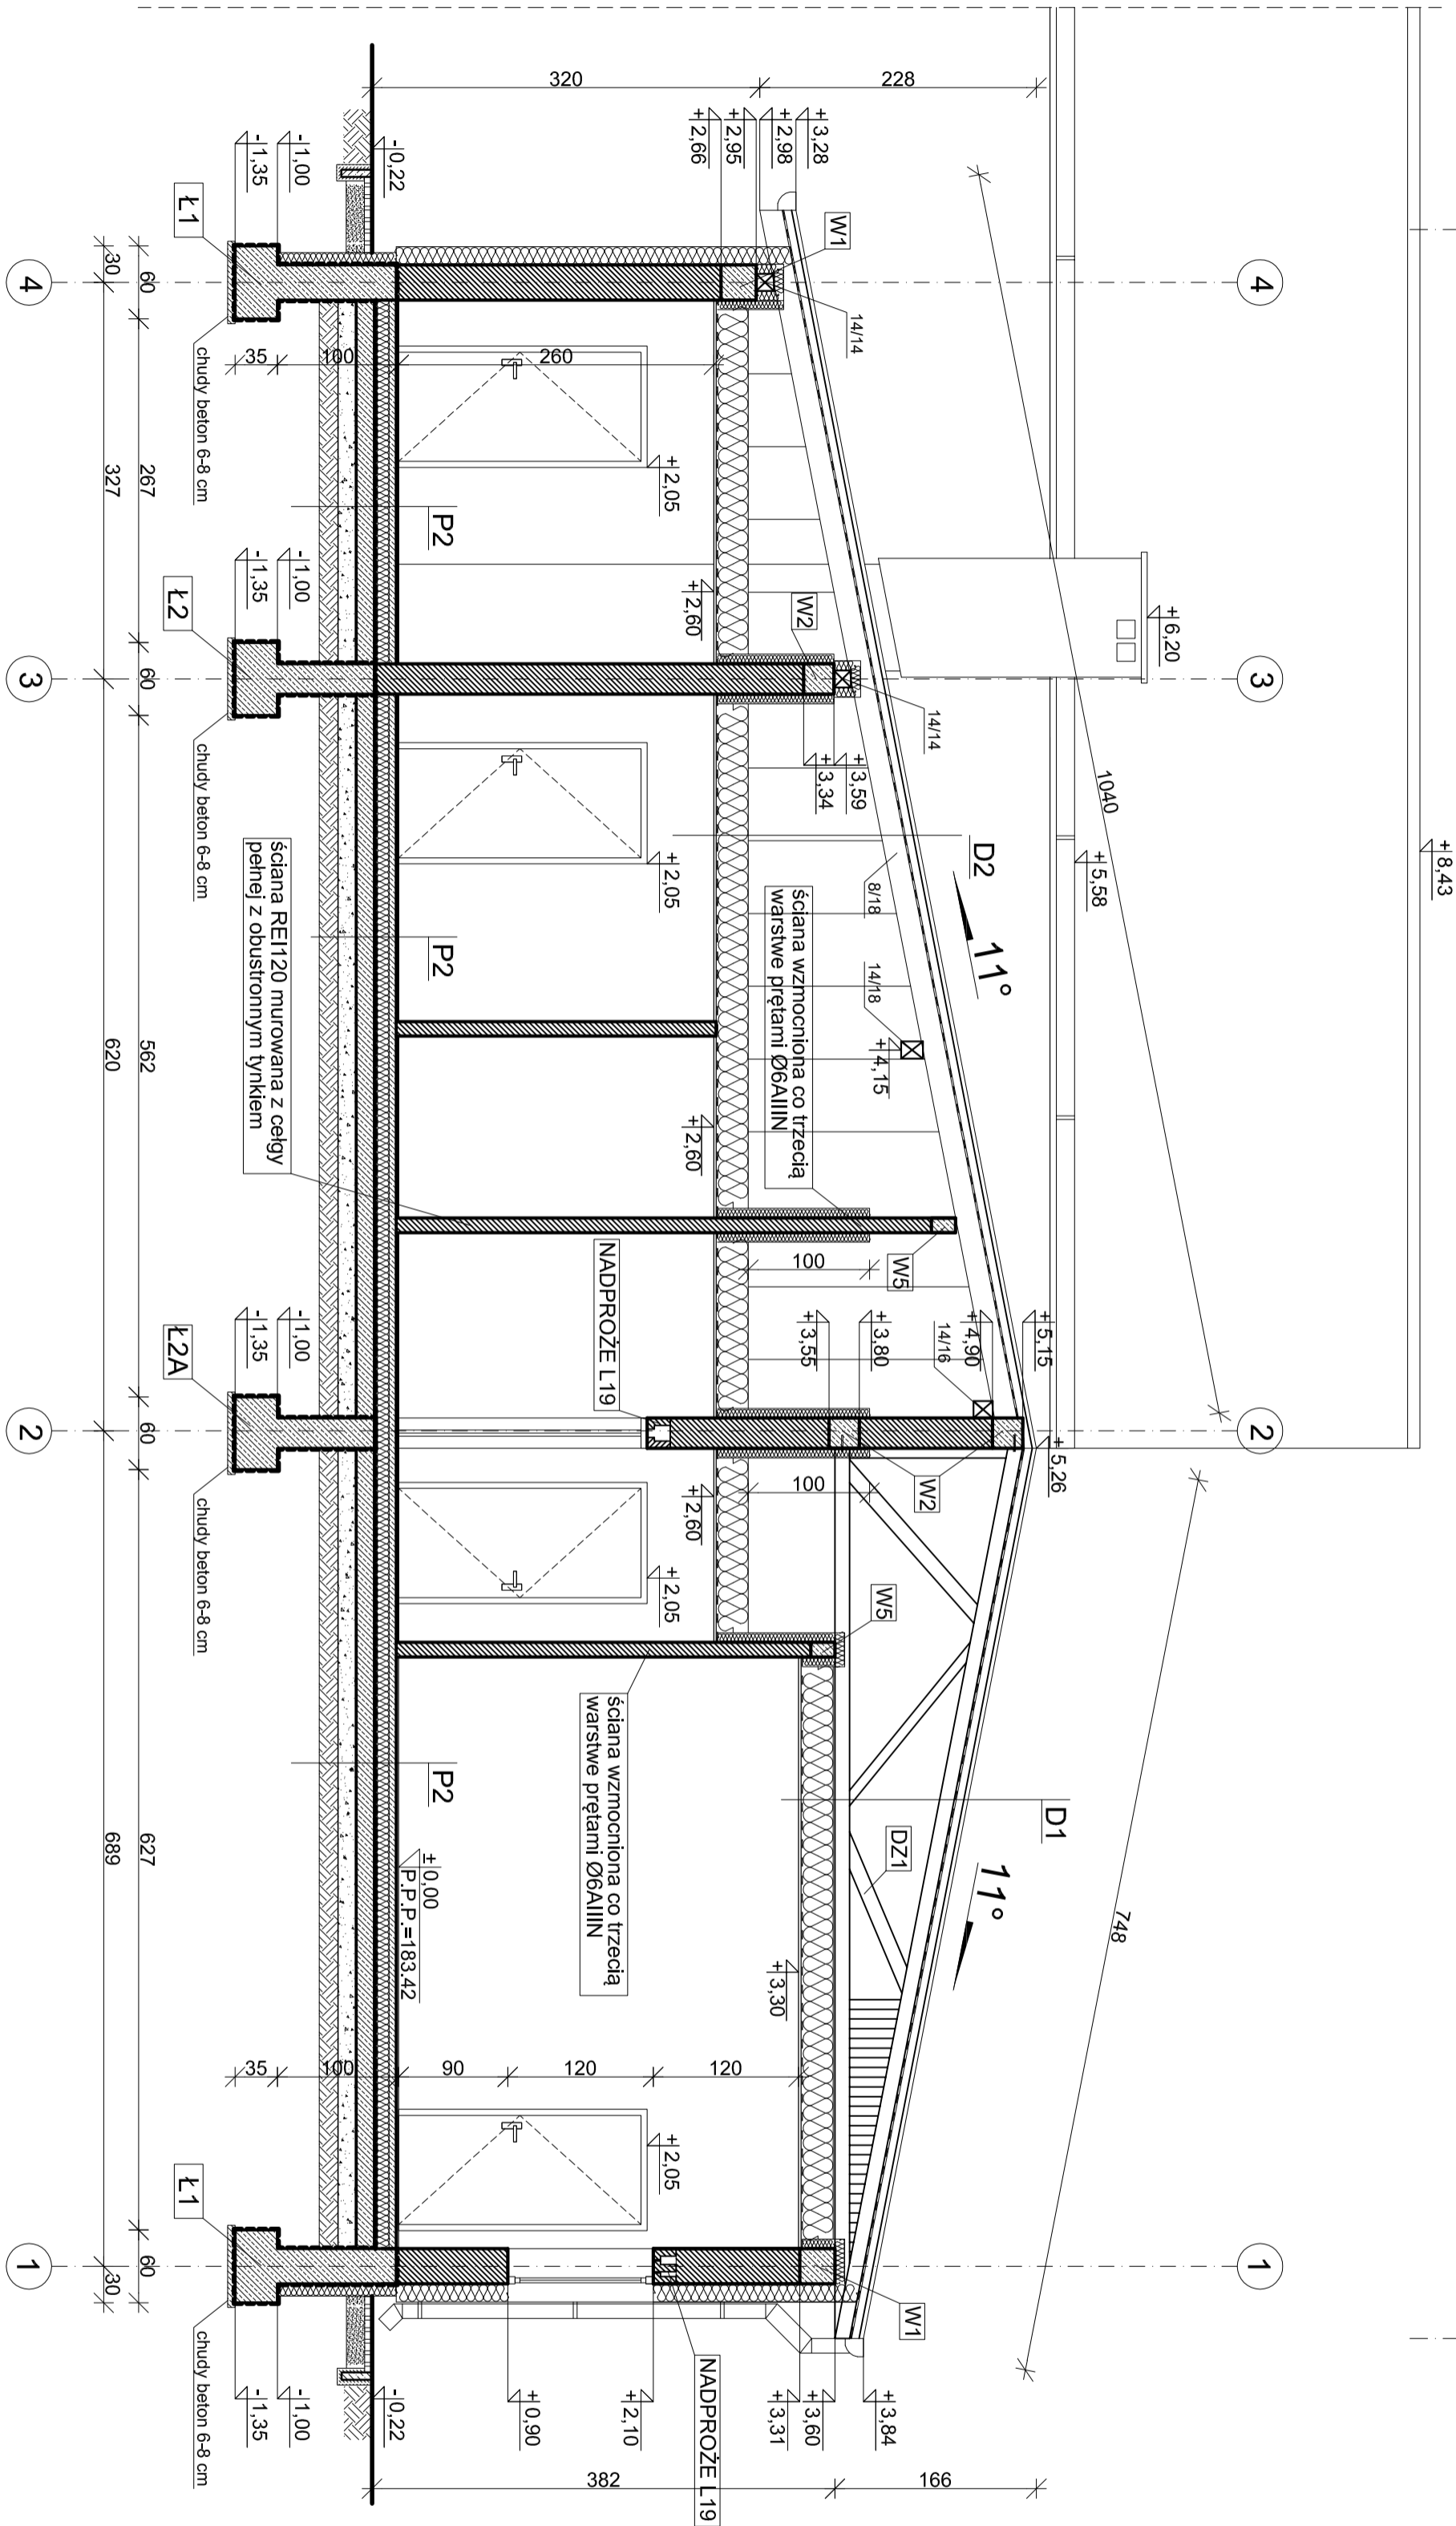 +8,43
+5,58
+6,20
1040
748
320
228
+3,28
+2,98
+2,95
+2,66
-0,22
-1,00
-1,35
Ł1
W1
14/14
4
4
30
60
35
100
260
chudy beton 6-8 cm
+2,05
267
327
P2
+2,60
-1,00
-1,35
Ł2
W2
14/14
3
3
60
+3,59
+3,34
chudy beton 6-8 cm
D2
8/18
11°
14/18
+4,15
+2,05
P2
ściana wzmocniona co trzecią
warstwe prętami Ø6AIIIN
ściana REI120 murowana z cełgy
pełnej z obustronnym tynkiem
562
620
+2,60
W5
100
NADPROŻE L19
-1,00
-1,35
Ł2A
+3,55
+3,80
+4,90
14/16
+5,15
+5,26
2
2
60
W2
100
+2,60
+2,05
chudy beton 6-8 cm
W5
ściana wzmocniona co trzecią
warstwe prętami Ø6AIIIN
P2
D1
DZ1
11°
±0,00
P.P.P.=183.42
+3,30
627
689
35
100
90
120
120
+2,05
Ł1
1
1
60
30
W1
NADPROŻE L19
chudy beton 6-8 cm
-1,35
-1,00
-0,22
+0,90
+2,10
+3,31
+3,60
+3,84
382
166